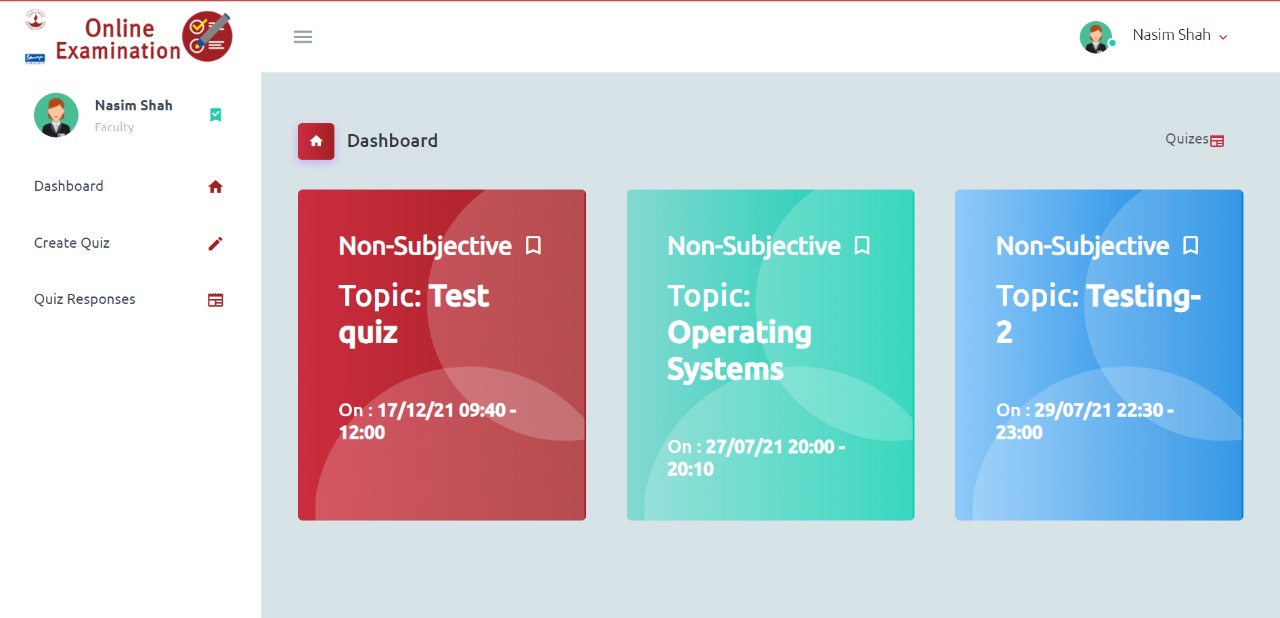 Online
Examination
Nasim Shah
Nasim Shah
Faculty
Dashboard
Create Quiz
Quiz Responses
Dashboard
Quizes
Non-Subjective
Topic: Test
quiz
On : 17/12/21 09:40 -
12:00
Non-Subjective
Topic:
Operating
Systems
On : 27/07/21 20:00 -
20:10
Non-Subjective
Topic: Testing-
2
On : 29/07/21 22:30 -
23:00